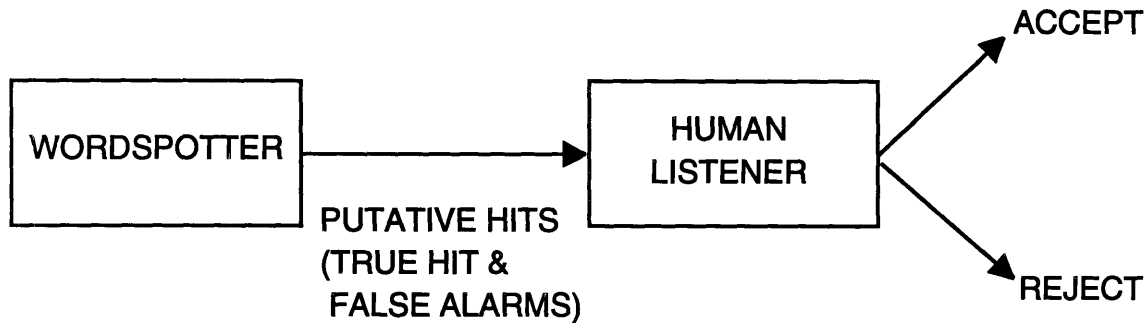 WORDSPOTTER
PUTATIVE HITS
(TRUE HIT &
FALSE ALARMS)
HUMAN
LISTENER
ACCEPT
REJECT